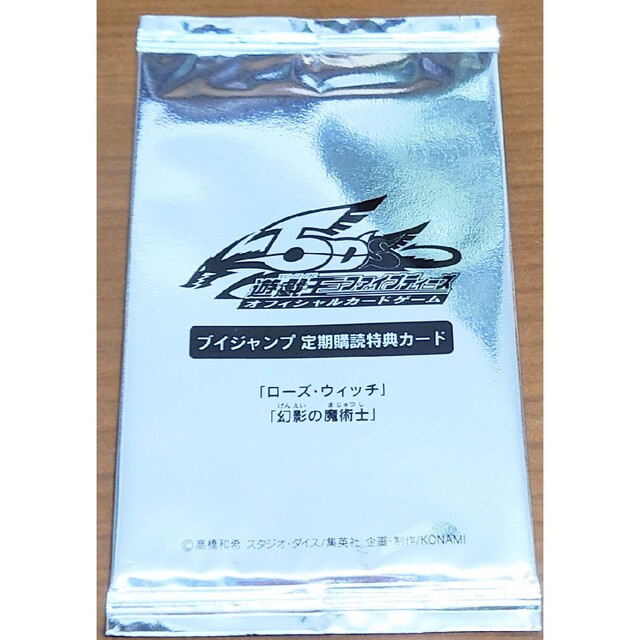 5D's
遊戯王ファイブディーズ
オフィシャルカードゲーム
ブイジャンプ 定期購読特典カード
「ローズ・ウィッチ」
げんえい まじゅつし
「幻影の魔術士」
©高橋和希 スタジオ・ダイス/集英社 企画・制作/KONAMI